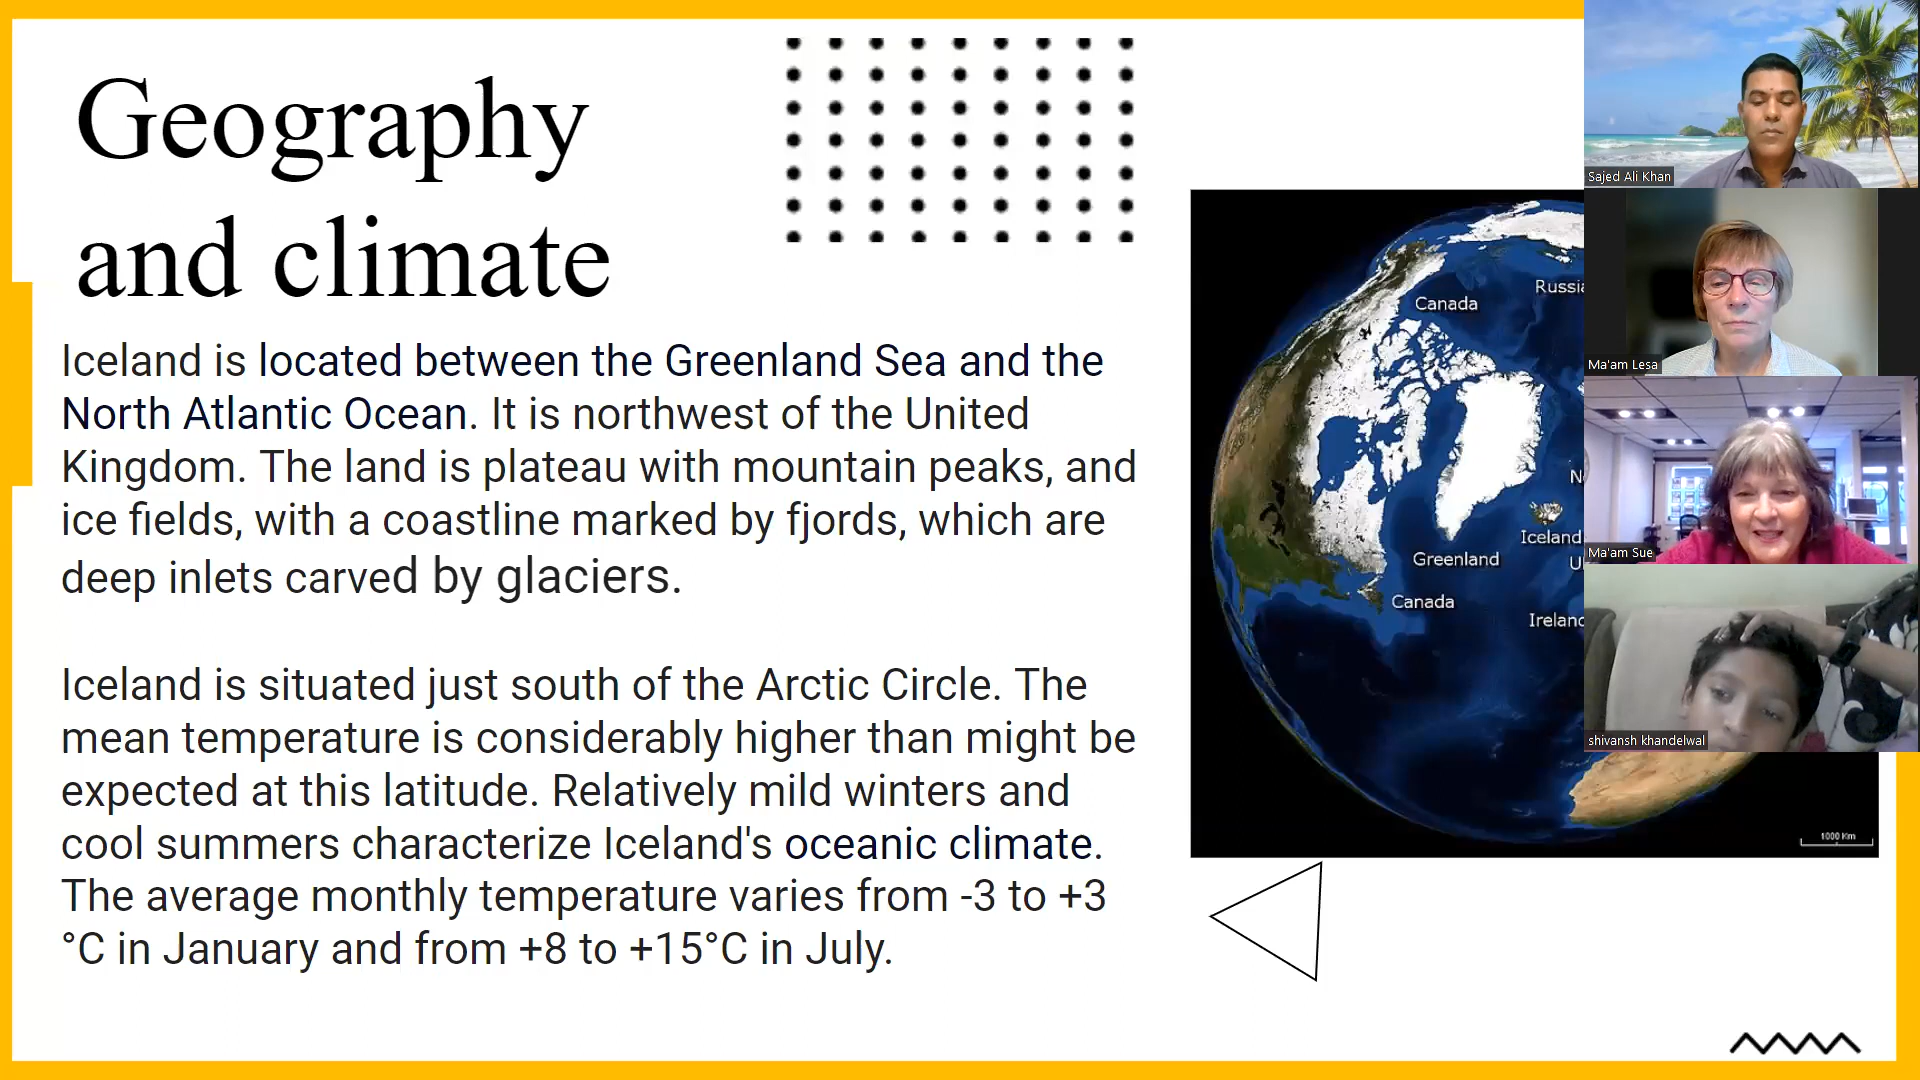 Geography
and climate
Iceland is located between the Greenland Sea and the
North Atlantic Ocean. It is northwest of the United
Kingdom. The land is plateau with mountain peaks, and
ice fields, with a coastline marked by fjords, which are
deep inlets carved by glaciers.
Iceland is situated just south of the Arctic Circle. The
mean temperature is considerably higher than might be
expected at this latitude. Relatively mild winters and
cool summers characterize Iceland's oceanic climate.
The average monthly temperature varies from -3 to +3
°C in January and from +8 to +15°C in July.
Canada
Russia
Iceland
Greenland
Canada
Ireland
1000 Km
Sajed Ali Khan
Ma'am Lesa
Ma'am Sue
shivansh khandelwal